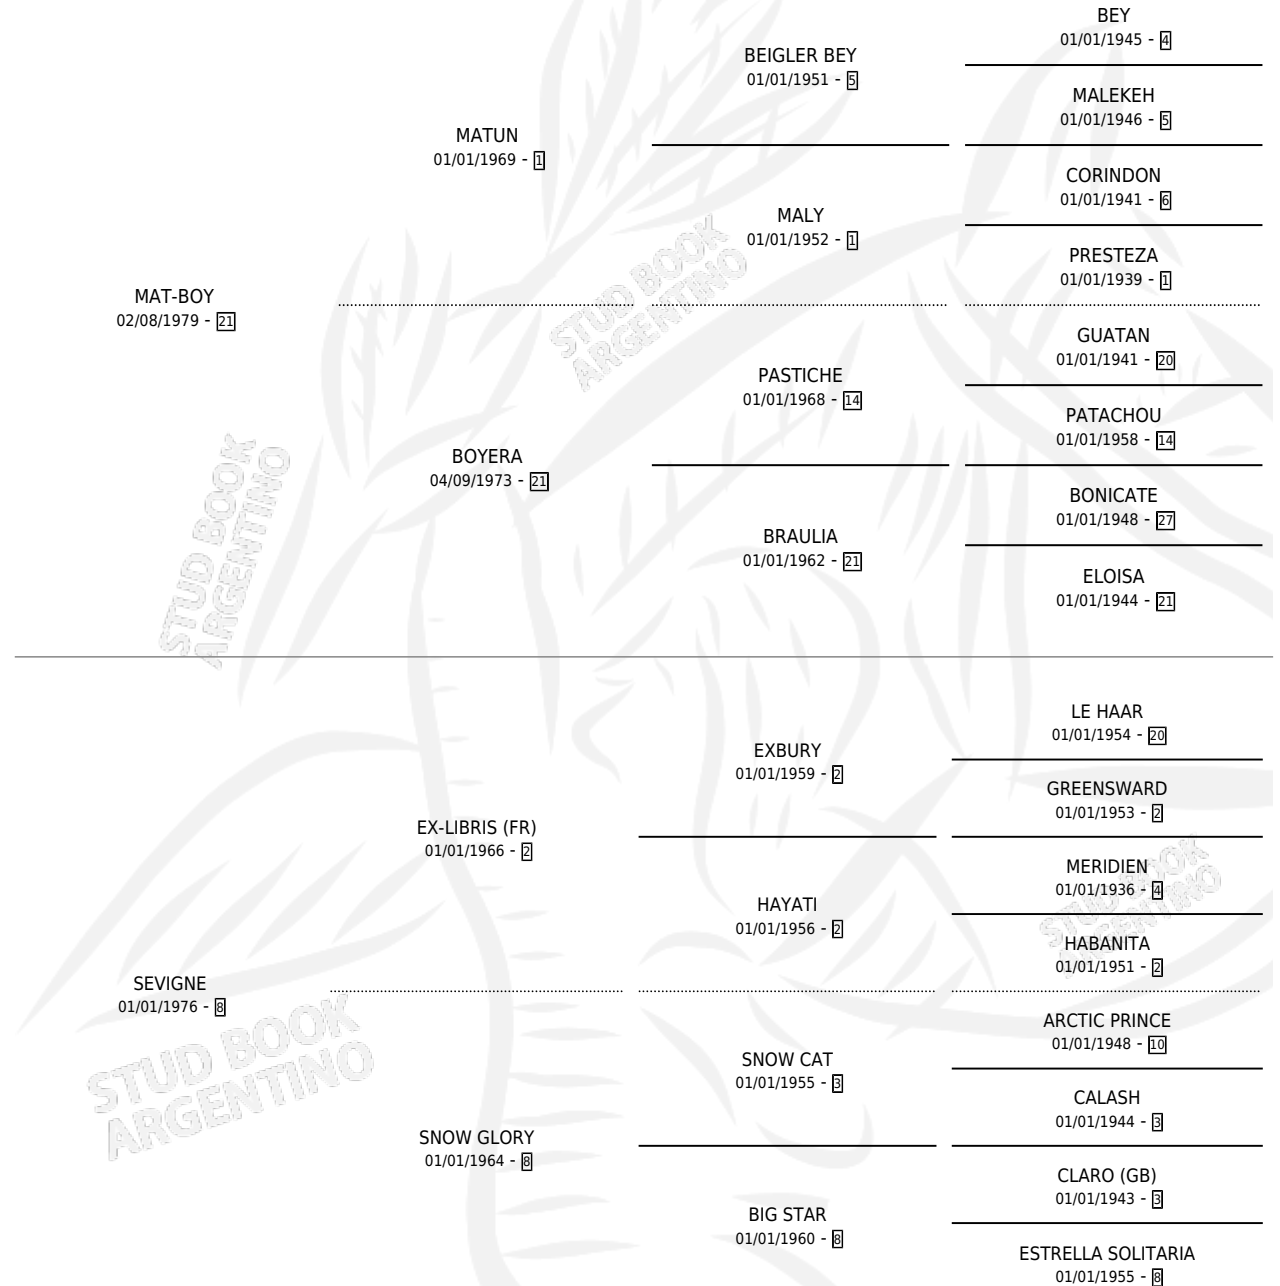 BEY
01/01/1945 - 4
BEIGLER BEY
01/01/1951 - 5
MALEKEH
01/01/1946 - 5
MATUN
01/01/1969 - 1
CORINDON
01/01/1941 - 6
MALY
01/01/1952 - 1
PRESTEZA
01/01/1939 - 1
MAT-BOY
02/08/1979 - 21
GUATAN
01/01/1941 - 20
PASTICHE
01/01/1968 - 14
PATACHOU
01/01/1958 - 14
BOYERA
04/09/1973 - 21
BONICATE
01/01/1948 - 27
BRAULIA
01/01/1962 - 21
ELOISA
01/01/1944 - 21
LE HAAR
01/01/1954 - 20
EXBURY
01/01/1959 - 2
GREENSWARD
01/01/1953 - 2
EX-LIBRIS (FR)
01/01/1966 - 2
MERIDIEN
01/01/1936 - 4
HAYATI
01/01/1956 - 2
HABANITA
01/01/1951 - 2
SEVIGNE
01/01/1976 - 8
ARCTIC PRINCE
01/01/1948 - 10
SNOW CAT
01/01/1955 - 3
CALASH
01/01/1944 - 3
SNOW GLORY
01/01/1964 - 8
CLARO (GB)
01/01/1943 - 3
BIG STAR
01/01/1960 - 8
ESTRELLA SOLITARIA
01/01/1955 - 8
STUD BOOK
ARGENTINO
STUD BOOK
ARGENTINO
STUD BOOK
ARGENTINO
STUD BOOK
ARGENTINO